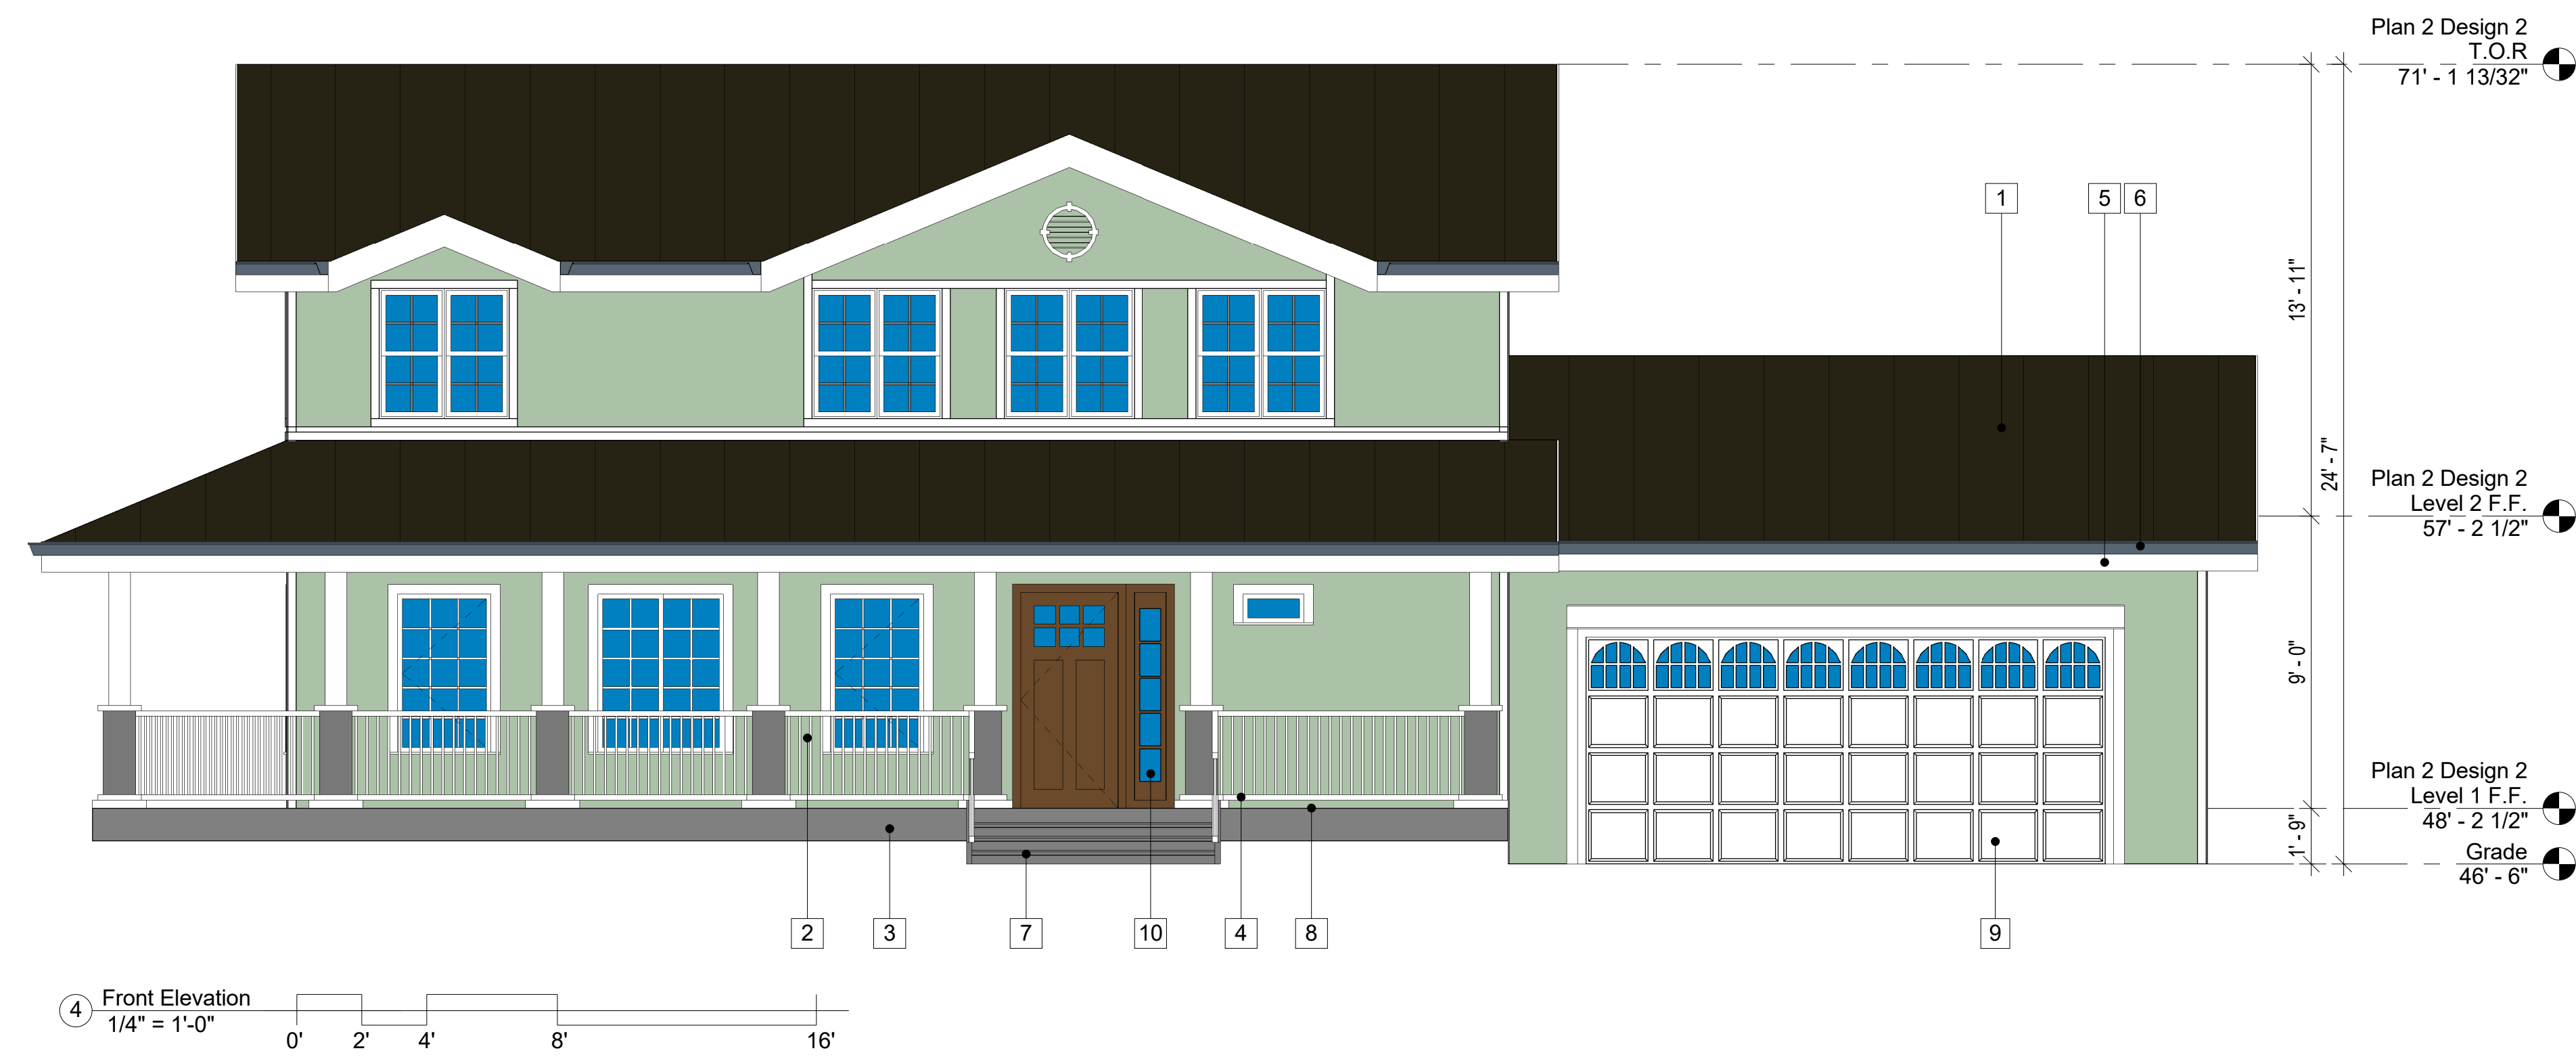 Plan 2 Design 2
T.O.R
71' - 1 13/32"
1
5
6
13' - 11"
24' - 7"
Plan 2 Design 2
Level 2 F.F.
57' - 2 1/2"
9' - 0"
Plan 2 Design 2
Level 1 F.F.
48' - 2 1/2"
1' - 9"
Grade
46' - 6"
2
3
7
10
4
8
9
4
Front Elevation
1/4" = 1'-0"
0'
2'
4'
8'
16'